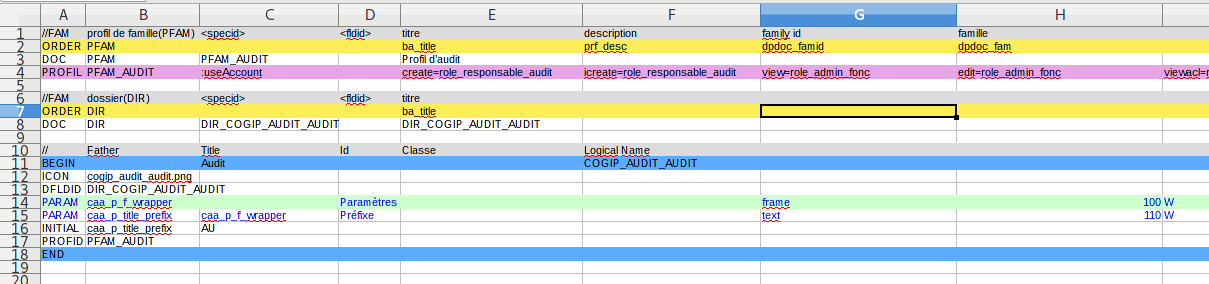 A B C D E F G H
1 //FAM profil de famille(PFAM) <specid> <fldid> titre description family id famille
2 ORDER PFAM ba_title prf_desc dpdoc_famid dpdoc_fam
3 DOC PFAM PFAM_AUDIT Profil d'audit
4 PROFIL PFAM_AUDIT :useAccount create=role_responsable_audit icreate=role_responsable_audit view=role_admin_fonc edit=role_admin_fonc viewacl=r
5
6 //FAM dossier(DIR) <specid> <fldid> titre
7 ORDER DIR ba_title
8 DOC DIR DIR_COGIP_AUDIT_AUDIT DIR_COGIP_AUDIT_AUDIT
9
10 // Father Title Id Classe Logical Name
11 BEGIN Audit COGIP_AUDIT_AUDIT
12 ICON cogip_audit_audit.png
13 DFLDID DIR_COGIP_AUDIT_AUDIT
14 PARAM caa_p_f_wrapper Paramètres frame 100 W
15 PARAM caa_p_title_prefix caa_p_f_wrapper Préfixe text 110 W
16 INITIAL caa_p_title_prefix AU
17 PROFID PFAM_AUDIT
18 END
19
20